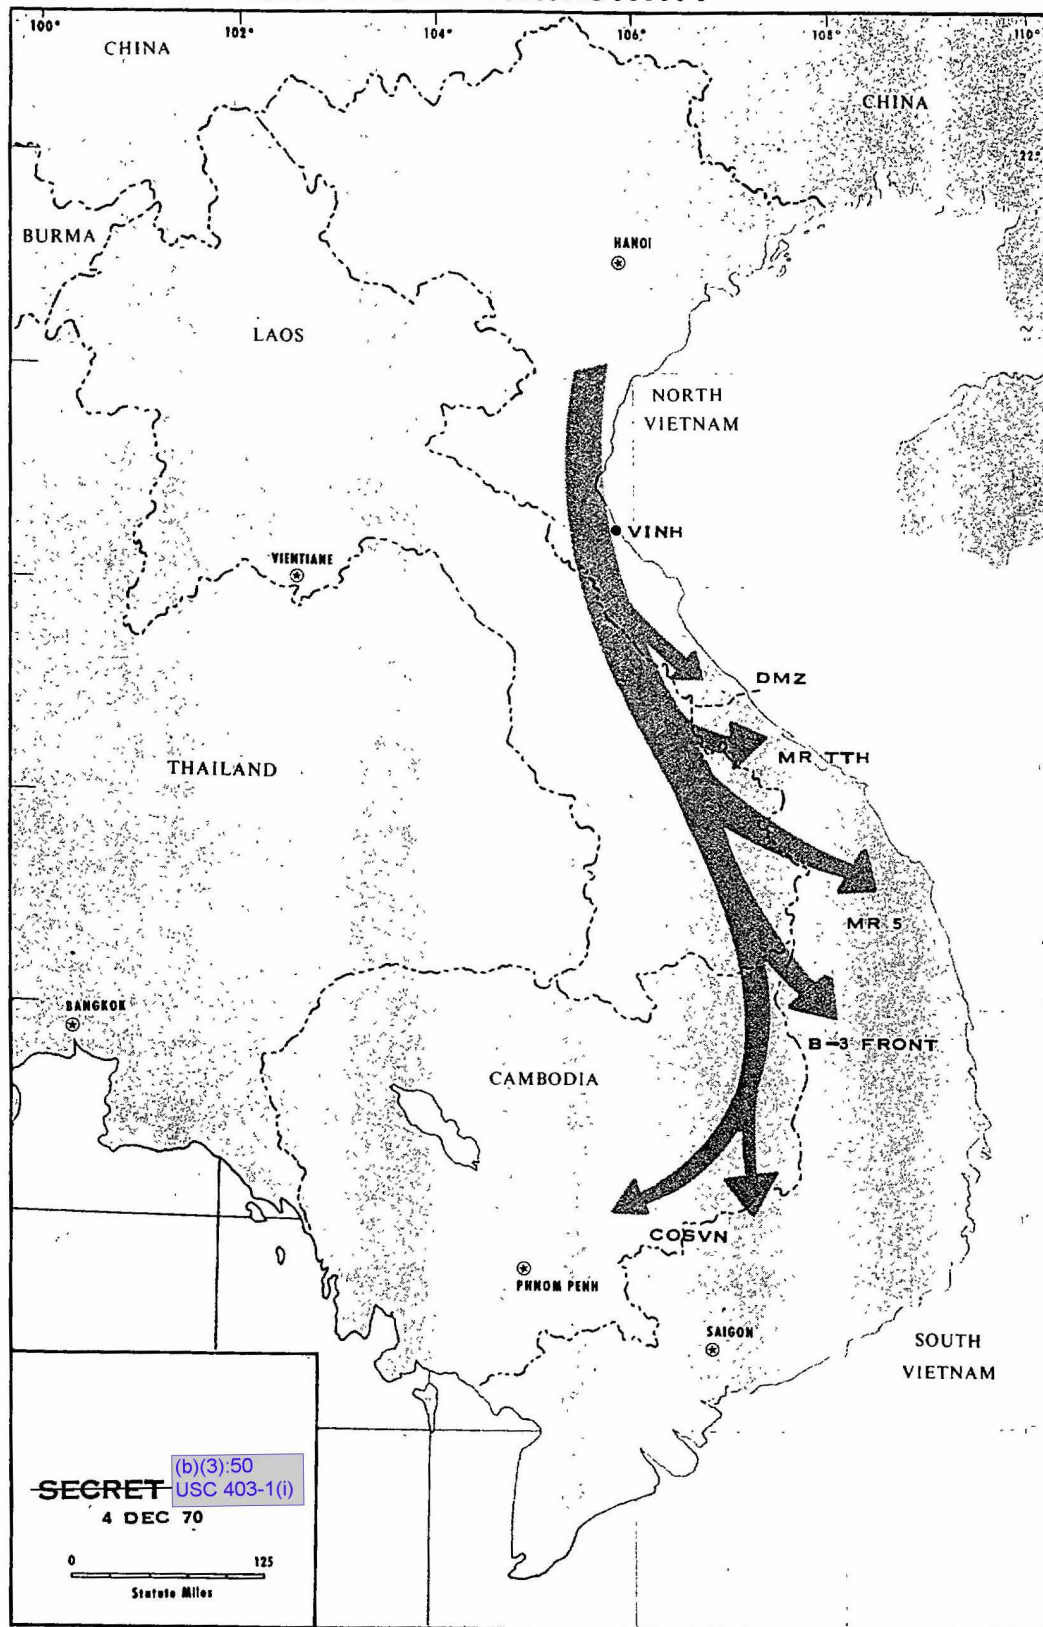 100° 102° 104° 106° 108° 110°
CHINA
CHINA
22°
BURMA
HANOI
LAOS
NORTH
VIETNAM
VINH
VIENTIANE
DMZ
MR TTH
THAILAND
MR 5
BANGKOK
B-3 FRONT
CAMBODIA
COSVN
PHNOM PENH
SAIGON
SOUTH
VIETNAM
SECRET
(b)(3):50
USC 403-1(i)
4 DEC 70
0 125
Statute Miles